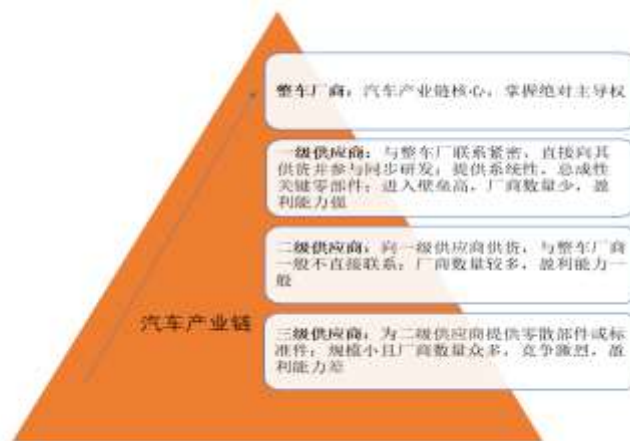 整车厂商：汽车产业链核心，掌握绝对主导权
一级供应商：与整车厂联系紧密，直接向其
供货并参与同步研发；提供系统性、总成性
关键零部件；进入壁垒高，厂商数量少，盈
利能力强
二级供应商：向一级供应商供货，与整车厂商
一般不直接联系；厂商数量较多，盈利能力一
般
汽车产业链
三级供应商：为二级供应商提供零散部件或标
准件；规模小且厂商数量众多，竞争激烈，盈
利能力差